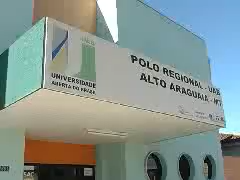 UNIVERSIDADE
ABERTA DO BRASIL
POLO REGIONAL - UAB
ALTO ARAGUAIA - MT